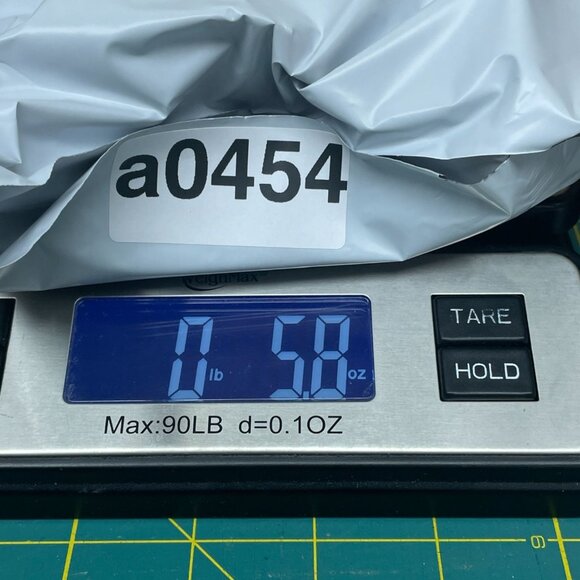 a0454
TARE
0 lb 5.8 oz
HOLD
Max:90LB d=0.1OZ